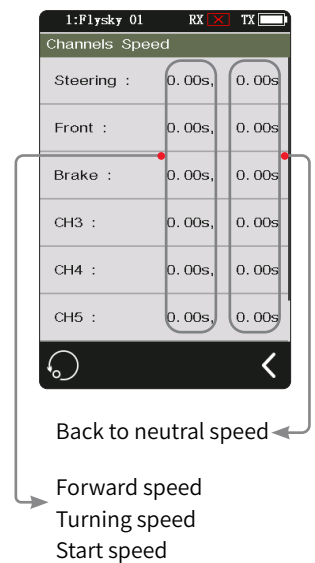 1:Flysky 01 RX TX
Channels Speed
Steering : 0.00s, 0.00s
Front : 0.00s, 0.00s
Brake : 0.00s, 0.00s
CH3 : 0.00s, 0.00s
CH4 : 0.00s, 0.00s
CH5 : 0.00s, 0.00s
Back to neutral speed
Forward speed
Turning speed
Start speed